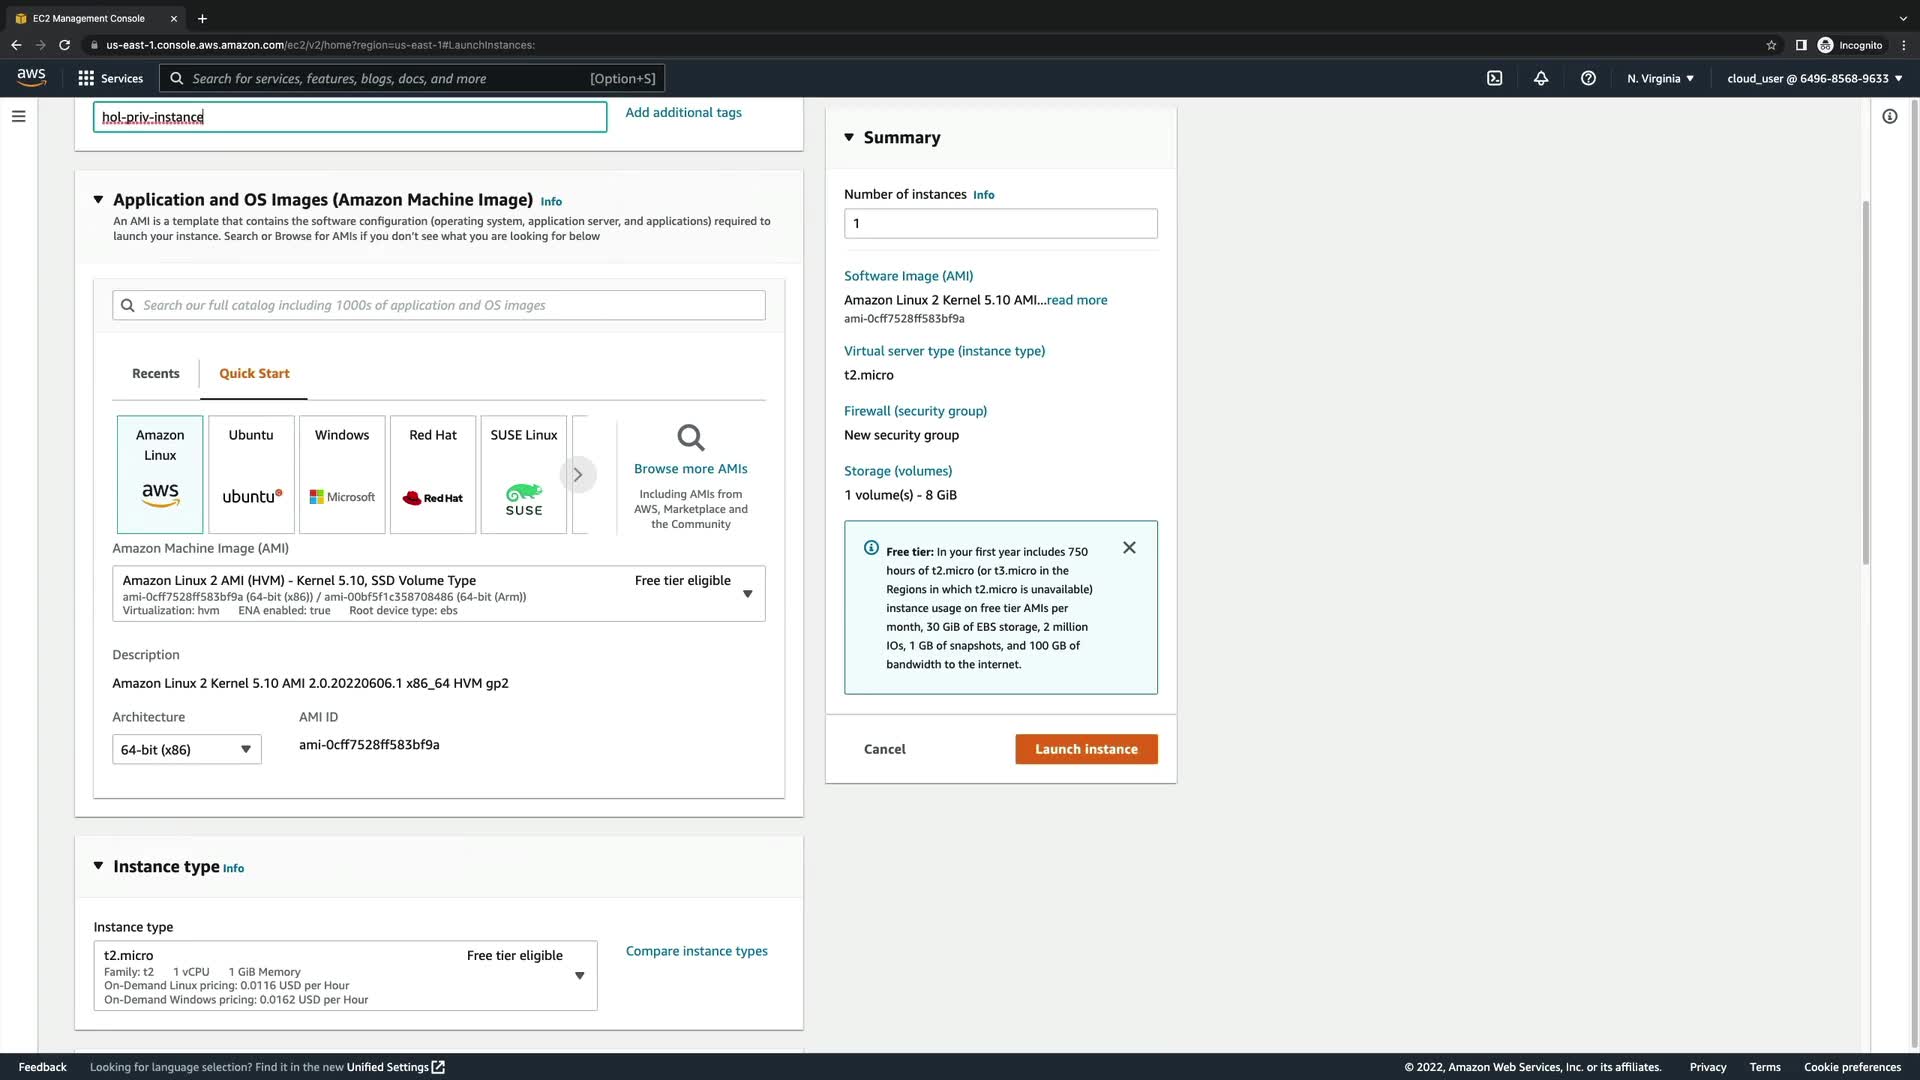 EC2 Management Console
us-east-1.console.aws.amazon.com/ec2/v2/home?region=us-east-1#LaunchInstances:
Incognito
aws
Services
Search for services, features, blogs, docs, and more
[Option+S]
N. Virginia
cloud_user @ 6496-8568-9633
hol-priv-instance
Add additional tags
Application and OS Images (Amazon Machine Image) Info
An AMI is a template that contains the software configuration (operating system, application server, and applications) required to
launch your instance. Search or Browse for AMIs if you don't see what you are looking for below
Search our full catalog including 1000s of application and OS images
Recents
Quick Start
Amazon
Linux
aws
Ubuntu
ubuntu
Windows
Microsoft
Red Hat
Red Hat
SUSE Linux
SUSE
Browse more AMIs
Including AMIs from
AWS, Marketplace and
the Community
Amazon Machine Image (AMI)
Amazon Linux 2 AMI (HVM) - Kernel 5.10, SSD Volume Type
Free tier eligible
ami-0cff7528ff583bf9a (64-bit (x86)) / ami-00bf5f1c358708486 (64-bit (Arm))
Virtualization: hvm ENA enabled: true Root device type: ebs
Description
Amazon Linux 2 Kernel 5.10 AMI 2.0.20220606.1 x86_64 HVM gp2
Architecture
AMI ID
64-bit (x86)
ami-0cff7528ff583bf9a
Instance type Info
Instance type
t2.micro
Free tier eligible
Family: t2 1 vCPU 1 GiB Memory
On-Demand Linux pricing: 0.0116 USD per Hour
On-Demand Windows pricing: 0.0162 USD per Hour
Compare instance types
Summary
Number of instances Info
1
Software Image (AMI)
Amazon Linux 2 Kernel 5.10 AMI...read more
ami-0cff7528ff583bf9a
Virtual server type (instance type)
t2.micro
Firewall (security group)
New security group
Storage (volumes)
1 volume(s) - 8 GiB
Free tier: In your first year includes 750
hours of t2.micro (or t3.micro in the
Regions in which t2.micro is unavailable)
instance usage on free tier AMIs per
month, 30 GiB of EBS storage, 2 million
IOs, 1 GB of snapshots, and 100 GB of
bandwidth to the internet.
Cancel
Launch instance
Feedback
Looking for language selection? Find it in the new Unified Settings
© 2022, Amazon Web Services, Inc. or its affiliates.
Privacy
Terms
Cookie preferences